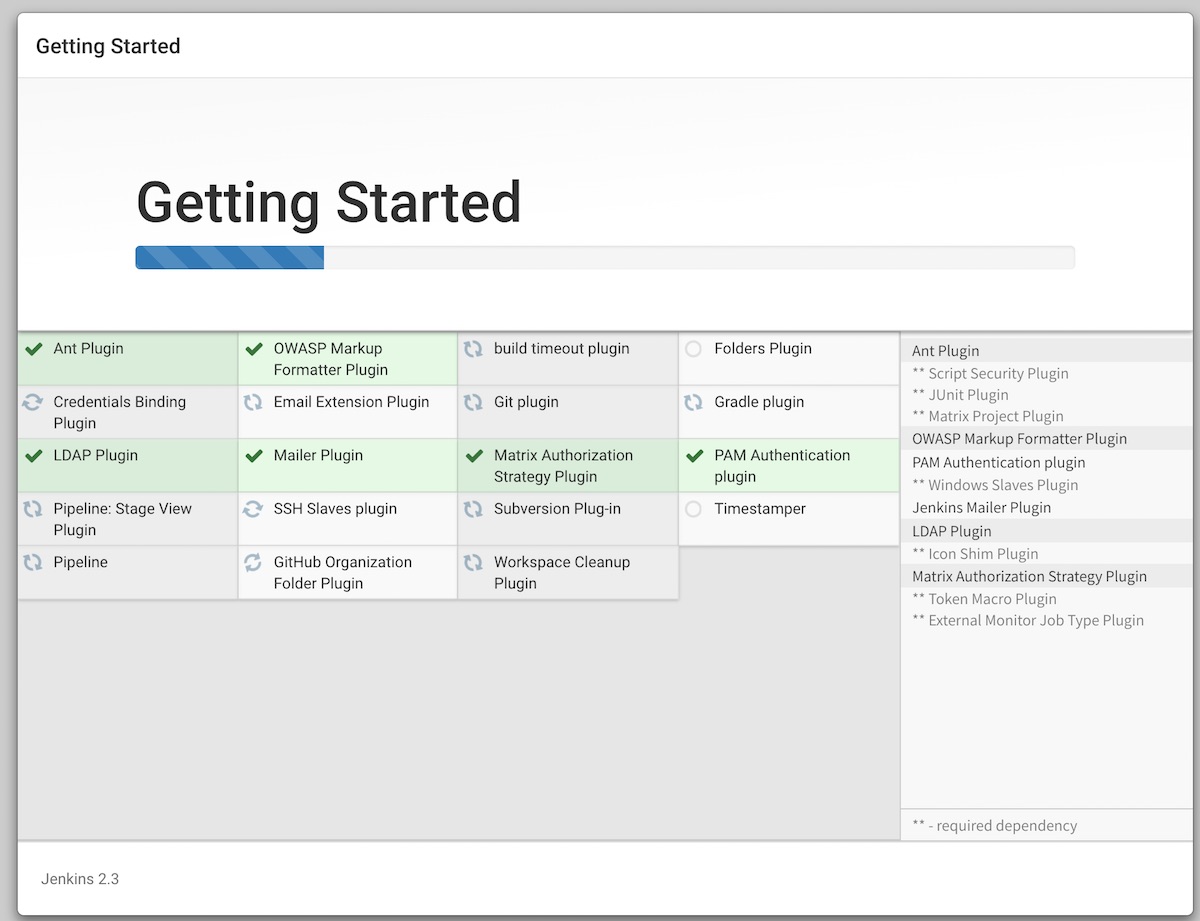 Getting Started
Getting Started
Ant Plugin
OWASP Markup
Formatter Plugin
build timeout plugin
Folders Plugin
Credentials Binding
Plugin
Email Extension Plugin
Git plugin
Gradle plugin
LDAP Plugin
Mailer Plugin
Matrix Authorization
Strategy Plugin
PAM Authentication
plugin
Pipeline: Stage View
Plugin
SSH Slaves plugin
Subversion Plug-in
Timestamper
Pipeline
GitHub Organization
Folder Plugin
Workspace Cleanup
Plugin
Ant Plugin
** Script Security Plugin
** JUnit Plugin
** Matrix Project Plugin
OWASP Markup Formatter Plugin
PAM Authentication plugin
** Windows Slaves Plugin
Jenkins Mailer Plugin
LDAP Plugin
** Icon Shim Plugin
Matrix Authorization Strategy Plugin
** Token Macro Plugin
** External Monitor Job Type Plugin
** - required dependency
Jenkins 2.3